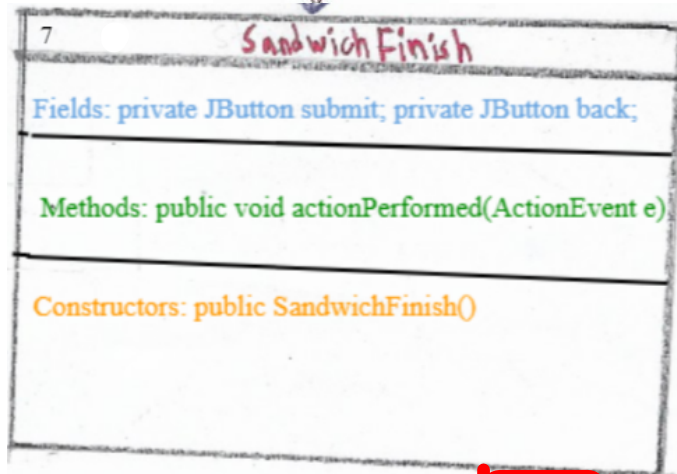 7
SandwichFinish
Fields: private JButton submit; private JButton back;
Methods: public void actionPerformed(ActionEvent e)
Constructors: public SandwichFinish()